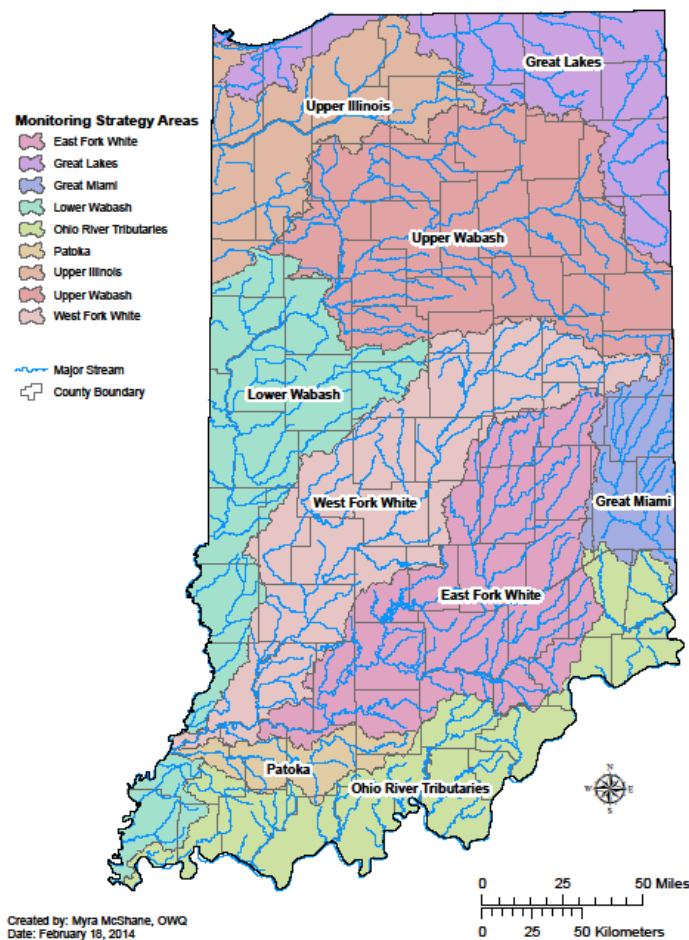 Great Lakes
Upper Illinois
Monitoring Strategy Areas
East Fork White
Great Lakes
Great Miami
Lower Wabash
Ohio River Tributaries
Patoka
Upper Illinois
Upper Wabash
West Fork White
Major Stream
County Boundary
Upper Wabash
Lower Wabash
West Fork White
Great Miami
East Fork White
Patoka
Ohio River Tributaries
N
W E
S
0 25 50 Miles
0 25 50 Kilometers
Created by: Myra McShane, OWQ
Date: February 18, 2014